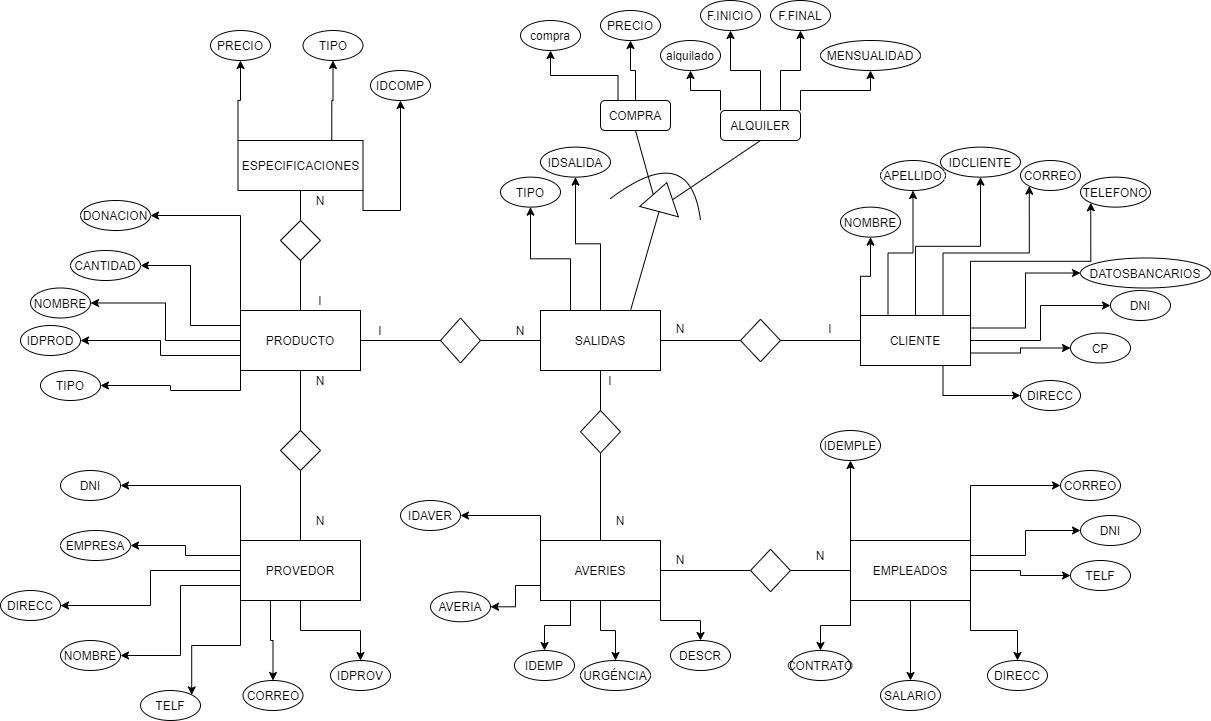 F.INICIO
F.FINAL
PRECIO
compra
PRECIO
TIPO
alquilado
MENSUALIDAD
IDCOMP
COMPRA
ALQUILER
ESPECIFICACIONES
IDSALIDA
IDCLIENTE
APELLIDO
CORREO
TIPO
TELEFONO
N
DONACION
NOMBRE
CANTIDAD
DATOSBANCARIOS
NOMBRE
I
DNI
IDPROD
PRODUCTO
I
N
SALIDAS
N
I
CLIENTE
CP
TIPO
N
I
DIRECC
IDEMPLE
DNI
CORREO
IDAVER
N
N
DNI
EMPRESA
PROVEDOR
AVERIES
N
N
EMPLEADOS
TELF
DIRECC
AVERIA
NOMBRE
IDEMP
URGÉNCIA
DESCR
CONTRATO
IDPROV
DIRECC
CORREO
SALARIO
TELF